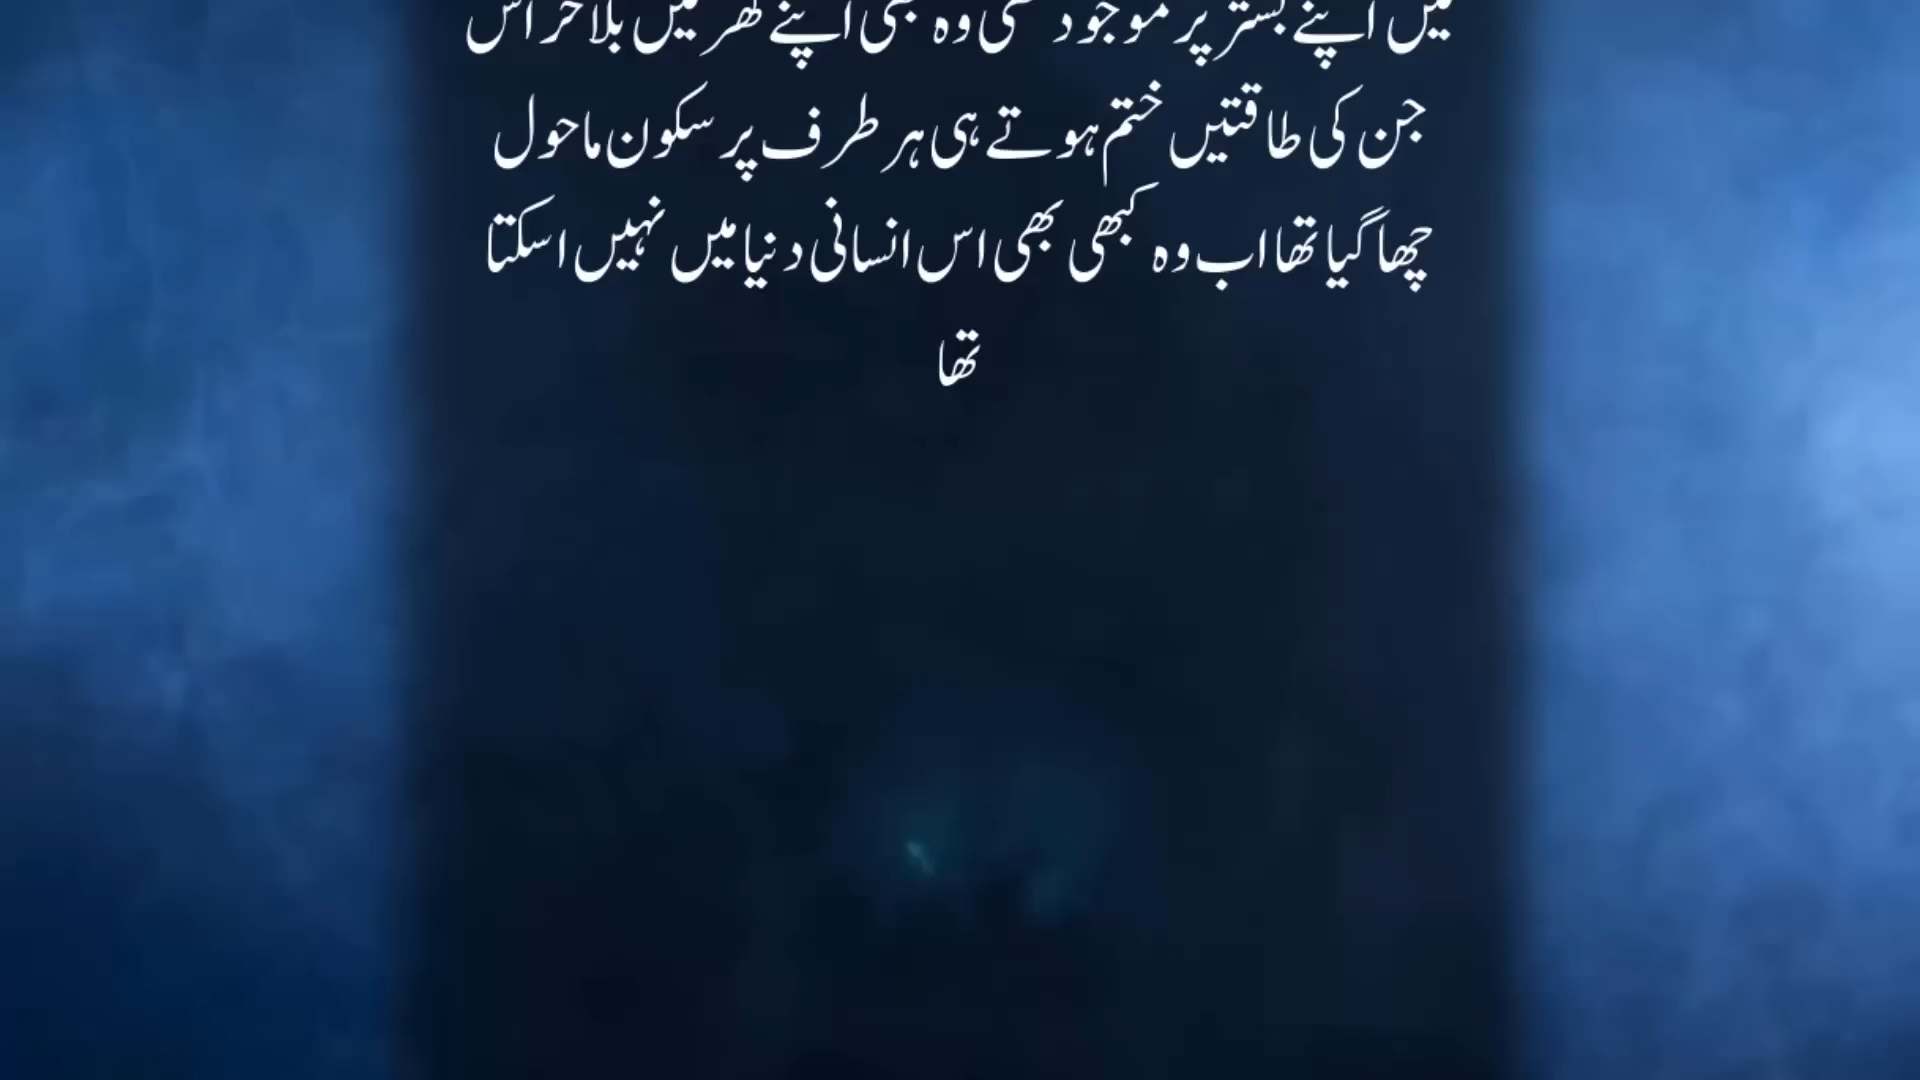 میں اپنے بستر پر موجود تھی وہ بھی اپنے گھر میں بلاخر اس
جن کی طاقتیں ختم ہوتے ہی ہر طرف پر سکون ماحول
چھا گیا تھا اب وہ کبھی بھی اس انسانی دنیا میں نہیں اسکتا
تھا